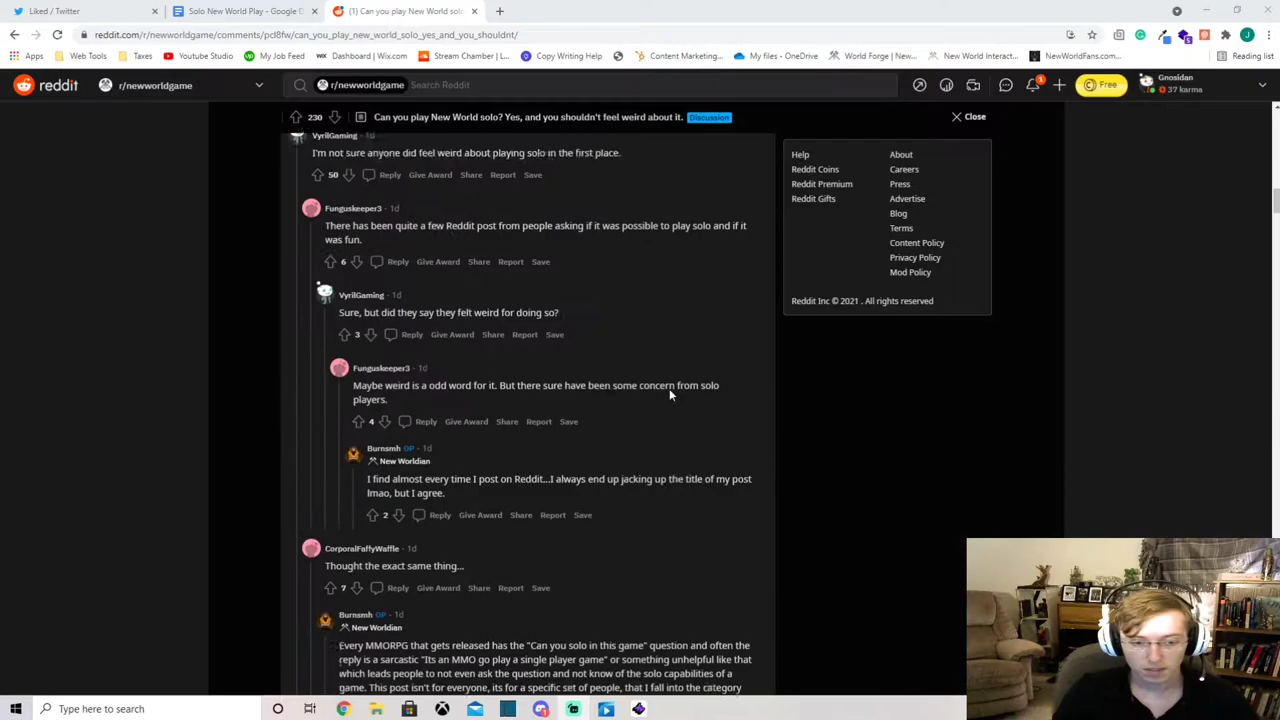 Liked / Twitter
Solo New World Play - Google D
(1) Can you play New World solo?
reddit.com/r/newworldgame/comments/pcl8fw/can_you_play_new_world_solo_yes_and_you_shouldnt/
Apps
Web Tools
Taxes
Youtube Studio
My Job Feed
Dashboard | Wix.com
Stream Chamber | L...
Copy Writing Help
Content Marketing...
My files - OneDrive
World Forge | New...
New World Interact...
NewWorldFans.com...
Reading list
reddit
r/newworldgame
r/newworldgame
Search Reddit
1
Free
Gnosidan
37 karma
230
Can you play New World solo? Yes, and you shouldn't feel weird about it.
Discussion
Close
VyrilGaming · 1d
I'm not sure anyone did feel weird about playing solo in the first place.
50 Reply Give Award Share Report Save
Funguskeeper3 · 1d
There has been quite a few Reddit post from people asking if it was possible to play solo and if it
was fun.
6 Reply Give Award Share Report Save
VyrilGaming · 1d
Sure, but did they say they felt weird for doing so?
3 Reply Give Award Share Report Save
Funguskeeper3 · 1d
Maybe weird is a odd word for it. But there sure have been some concern from solo
players.
4 Reply Give Award Share Report Save
Burnsmh OP · 1d
New Worldian
I find almost every time I post on Reddit...I always end up jacking up the title of my post
lmao, but I agree.
2 Reply Give Award Share Report Save
CorporalFaffyWaffle · 1d
Thought the exact same thing...
7 Reply Give Award Share Report Save
Burnsmh OP · 1d
New Worldian
Every MMORPG that gets released has the "Can you solo in this game" question and often the
reply is a sarcastic "Its an MMO go play a single player game" or something unhelpful like that
which leads people to not even ask the question and not know of the solo capabilities of a
game. This post isn't for everyone, its for a specific set of people, that I fall into the category
Help
Reddit Coins
Reddit Premium
Reddit Gifts
About
Careers
Press
Advertise
Blog
Terms
Content Policy
Privacy Policy
Mod Policy
Reddit Inc © 2021 . All rights reserved
Type here to search